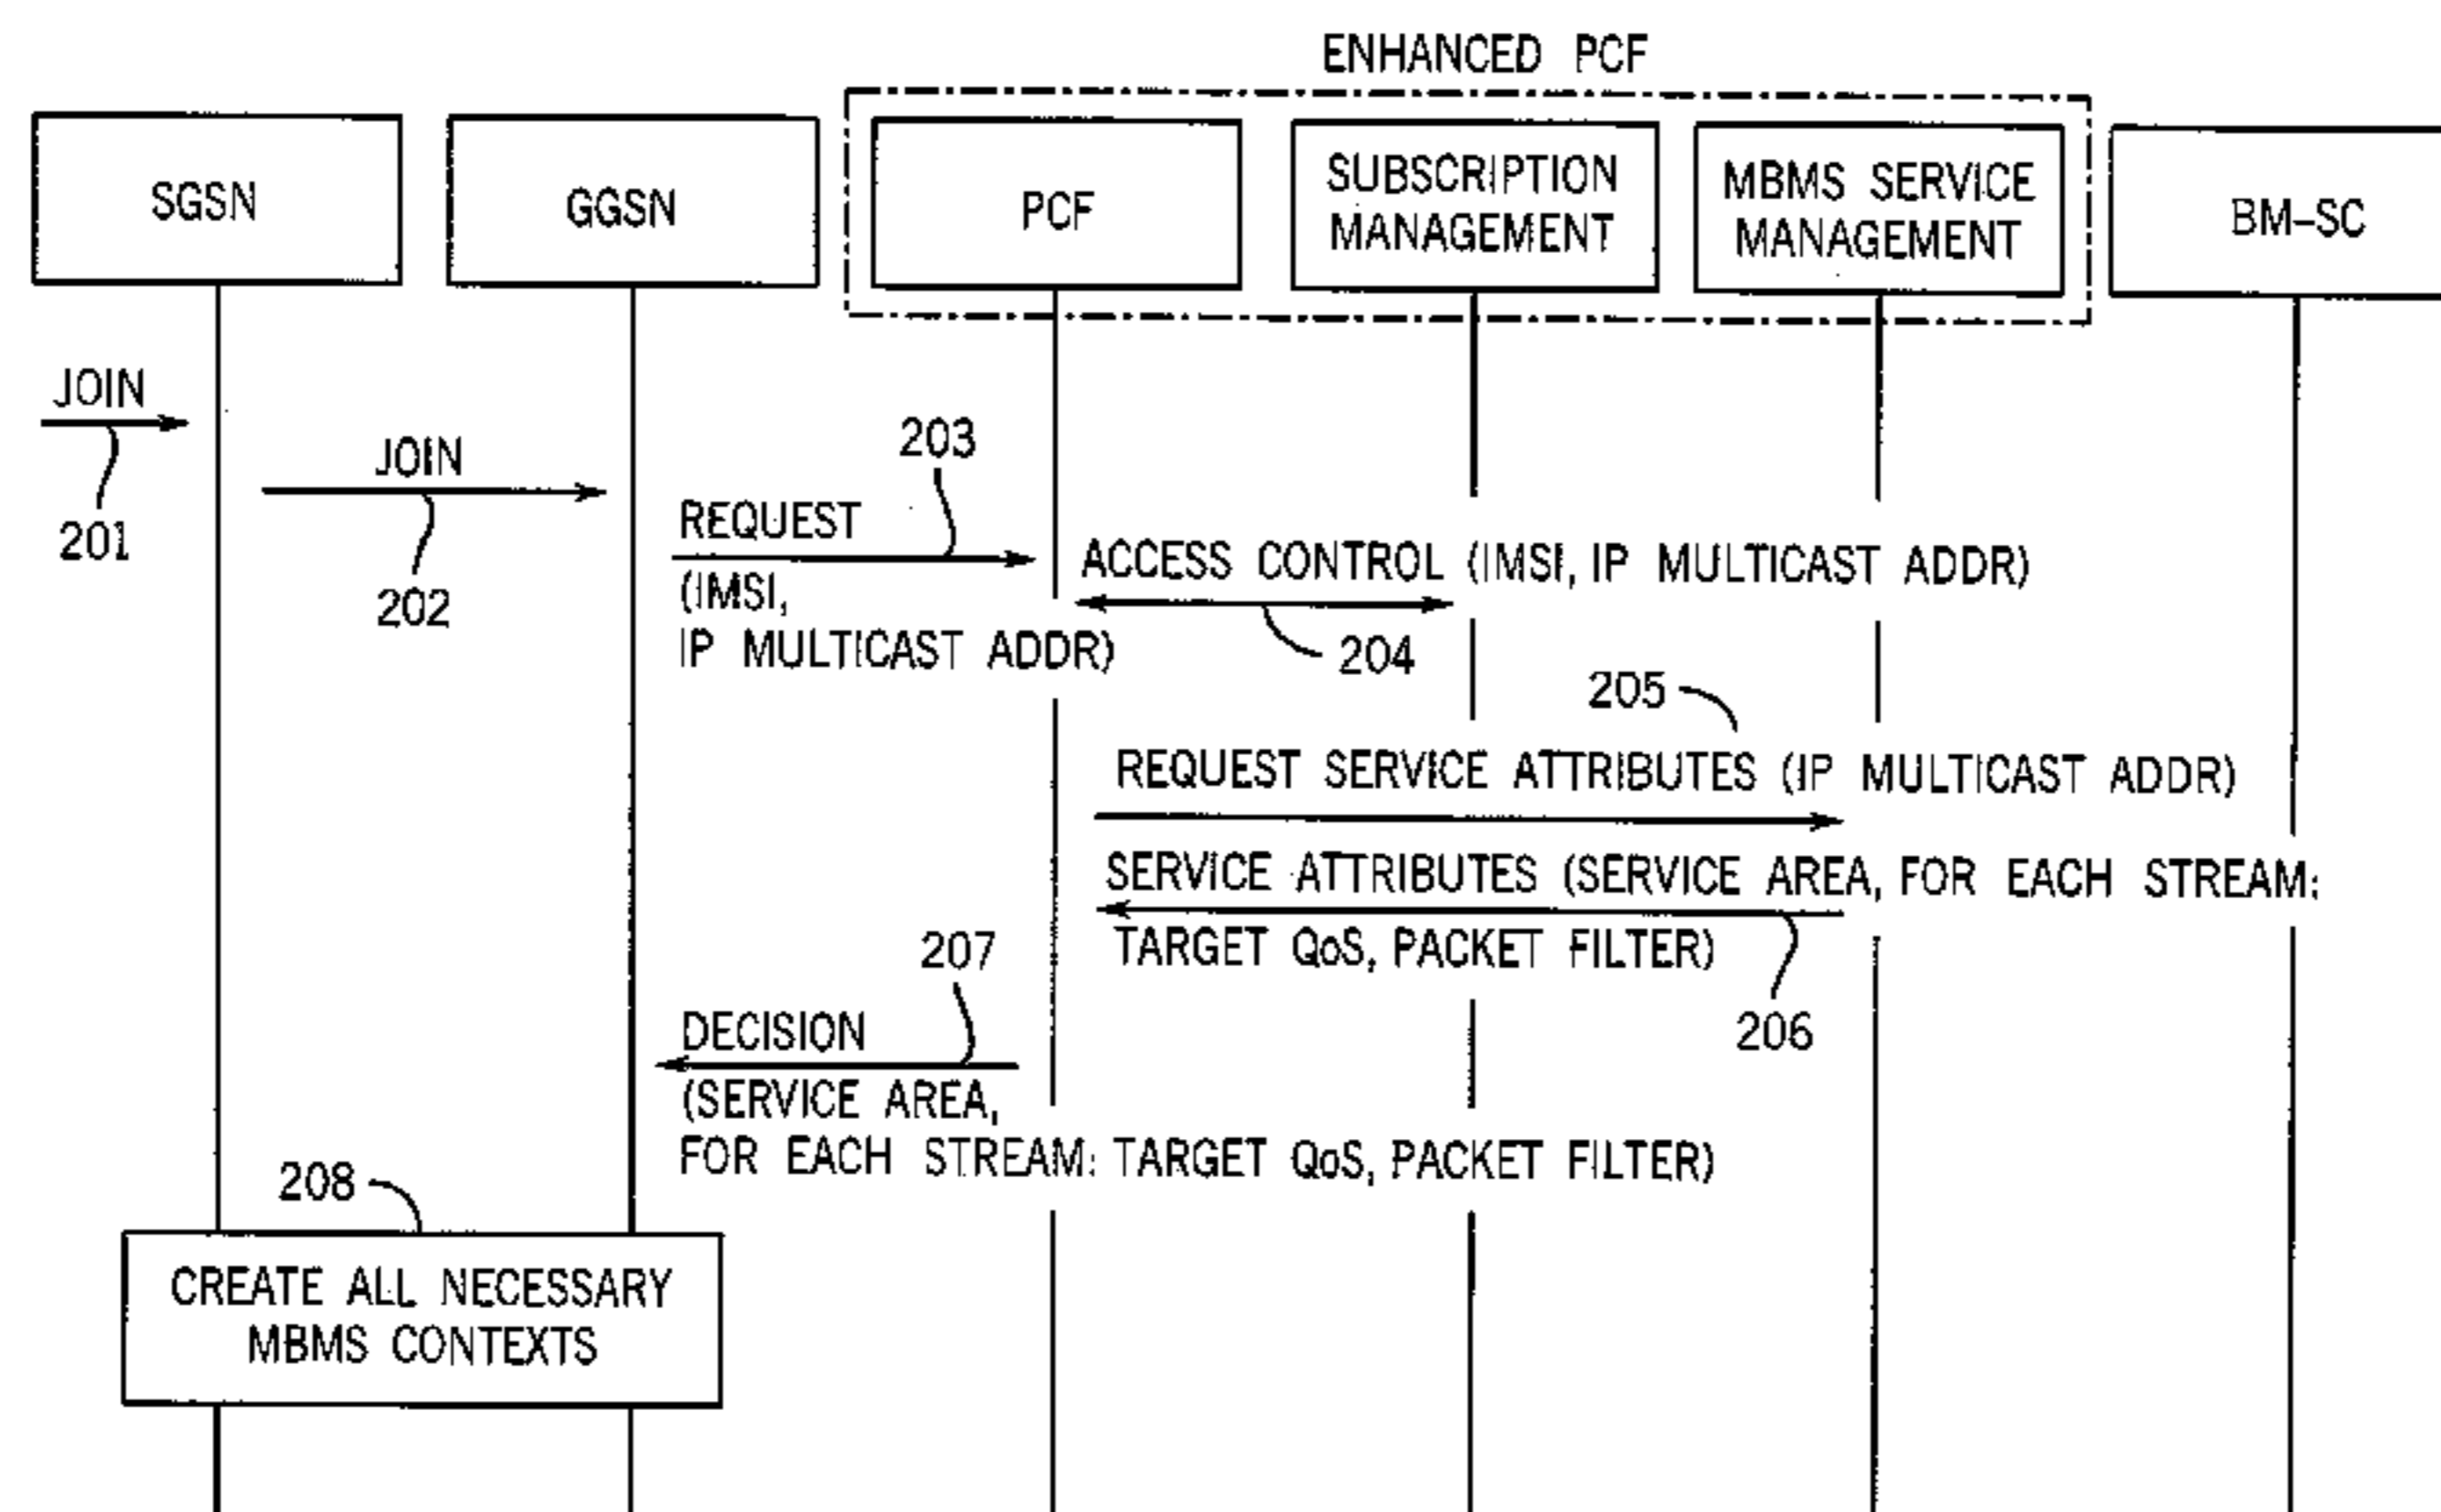 ENHANCED PCF
SGSN
GGSN
PCF
SUBSCRIPTION
MANAGEMENT
MBMS SERVICE
MANAGEMENT
BM-SC
JOIN
201
JOIN
202
203
REQUEST
(IMSI,
IP MULTICAST ADDR)
ACCESS CONTROL (IMSI, IP MULTICAST ADDR)
204
205
REQUEST SERVICE ATTRIBUTES (IP MULTICAST ADDR)
SERVICE ATTRIBUTES (SERVICE AREA, FOR EACH STREAM:
TARGET QoS, PACKET FILTER)
206
207
DECISION
(SERVICE AREA,
FOR EACH STREAM: TARGET QoS, PACKET FILTER)
208
CREATE ALL NECESSARY
MBMS CONTEXTS